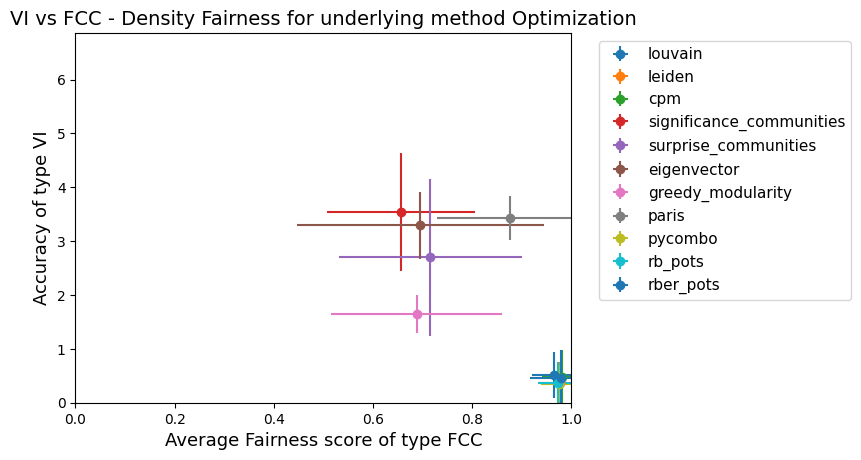 VI vs FCC - Density Fairness for underlying method Optimization
Accuracy of type VI
6
5
4
3
2
1
0
0.0 0.2 0.4 0.6 0.8 1.0
Average Fairness score of type FCC
louvain
leiden
cpm
significance_communities
surprise_communities
eigenvector
greedy_modularity
paris
pycombo
rb_pots
rber_pots